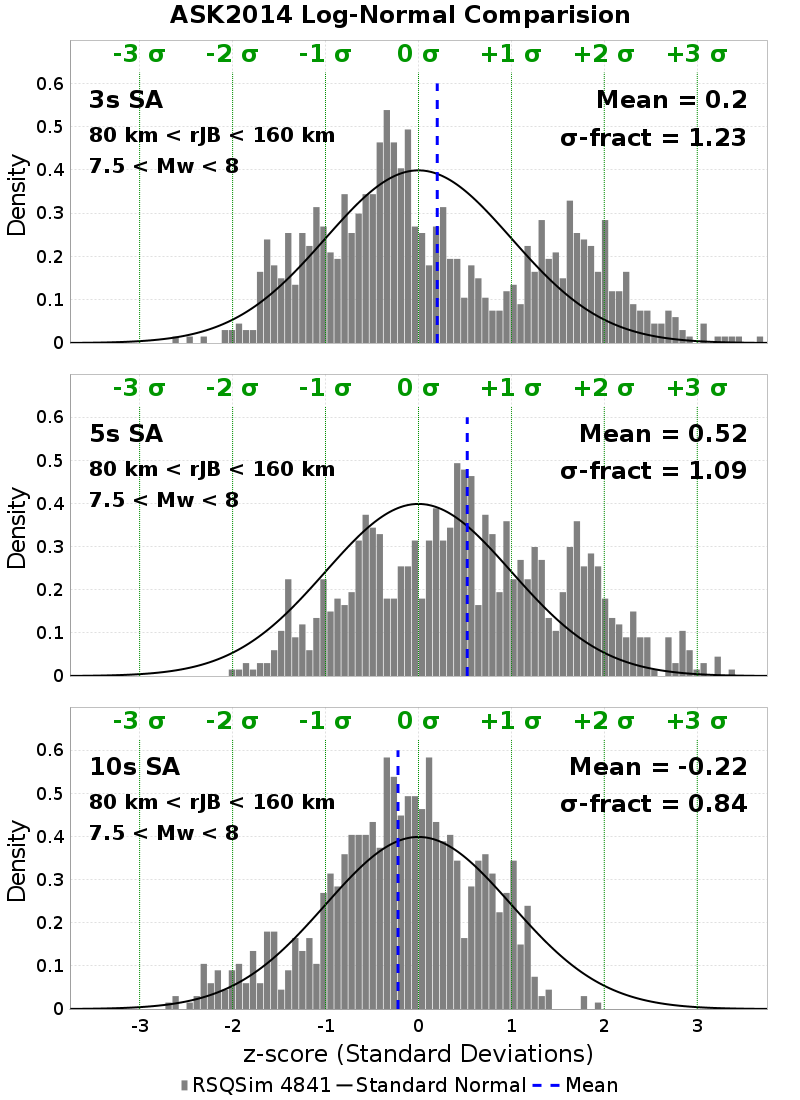 ASK2014 Log-Normal Comparision
-3 σ -2 σ -1 σ 0 σ +1 σ +2 σ +3 σ
3s SA
80 km < rJB < 160 km
7.5 < Mw < 8
Mean = 0.2
σ-fract = 1.23
Density
0.6
0.5
0.4
0.3
0.2
0.1
0
-3 σ -2 σ -1 σ 0 σ +1 σ +2 σ +3 σ
5s SA
80 km < rJB < 160 km
7.5 < Mw < 8
Mean = 0.52
σ-fract = 1.09
Density
0.6
0.5
0.4
0.3
0.2
0.1
0
-3 σ -2 σ -1 σ 0 σ +1 σ +2 σ +3 σ
10s SA
80 km < rJB < 160 km
7.5 < Mw < 8
Mean = -0.22
σ-fract = 0.84
Density
0.6
0.5
0.4
0.3
0.2
0.1
0
-3 -2 -1 0 1 2 3
z-score (Standard Deviations)
RSQSim 4841 Standard Normal Mean